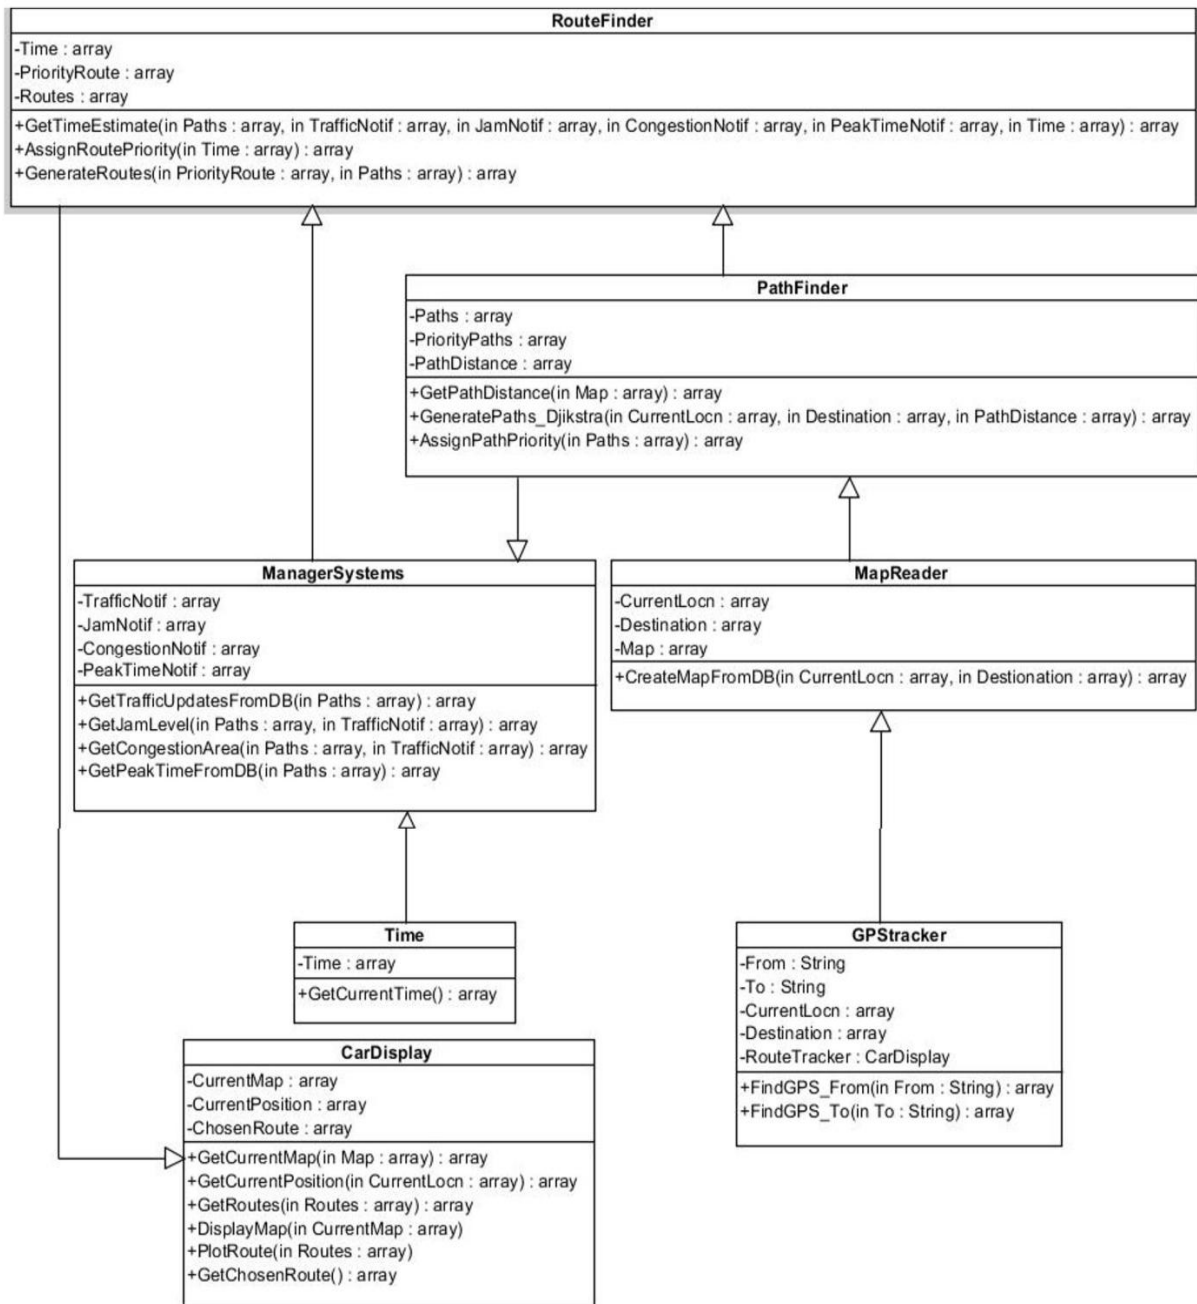 RouteFinder
-Time : array
-PriorityRoute : array
-Routes : array
+GetTimeEstimate(in Paths : array, in TrafficNotif : array, in JamNotif : array, in CongestionNotif : array, in PeakTimeNotif : array, in Time : array) : array
+AssignRoutePriority(in Time : array) : array
+GenerateRoutes(in PriorityRoute : array, in Paths : array) : array
PathFinder
-Paths : array
-PriorityPaths : array
-PathDistance : array
+GetPathDistance(in Map : array) : array
+GeneratePaths_Djikstra(in CurrentLocn : array, in Destination : array, in PathDistance : array) : array
+AssignPathPriority(in Paths : array) : array
ManagerSystems
-TrafficNotif : array
-JamNotif : array
-CongestionNotif : array
-PeakTimeNotif : array
+GetTrafficUpdatesFromDB(in Paths : array) : array
+GetJamLevel(in Paths : array, in TrafficNotif : array) : array
+GetCongestionArea(in Paths : array, in TrafficNotif : array) : array
+GetPeakTimeFromDB(in Paths : array) : array
MapReader
-CurrentLocn : array
-Destination : array
-Map : array
+CreateMapFromDB(in CurrentLocn : array, in Destionation : array) : array
Time
-Time : array
+GetCurrentTime() : array
GPStracker
-From : String
-To : String
-CurrentLocn : array
-Destination : array
-RouteTracker : CarDisplay
+FindGPS_From(in From : String) : array
+FindGPS_To(in To : String) : array
CarDisplay
-CurrentMap : array
-CurrentPosition : array
-ChosenRoute : array
+GetCurrentMap(in Map : array) : array
+GetCurrentPosition(in CurrentLocn : array) : array
+GetRoutes(in Routes : array) : array
+DisplayMap(in CurrentMap : array)
+PlotRoute(in Routes : array)
+GetChosenRoute() : array